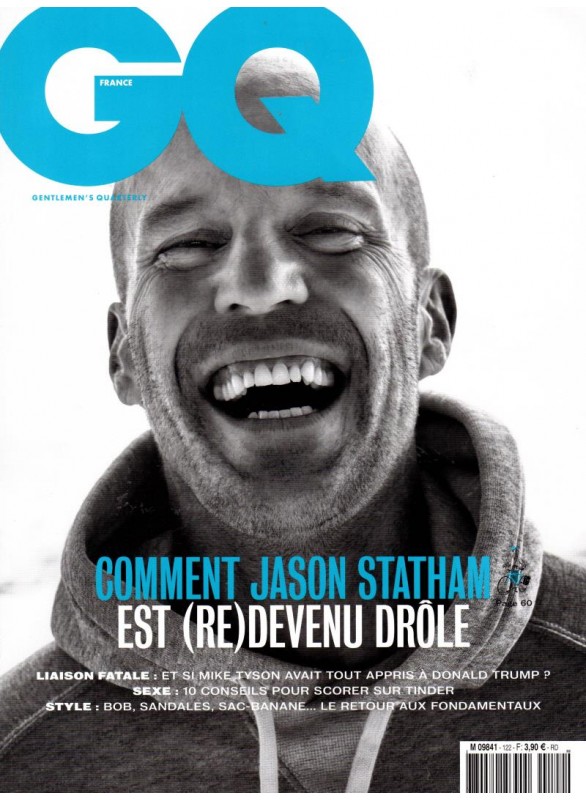 GQ
FRANCE
GENTLEMEN'S QUARTERLY
COMMENT JASON STATHAM
EST (RE)DEVENU DRÔLE
Page 60
LIAISON FATALE : ET SI MIKE TYSON AVAIT TOUT APPRIS À DONALD TRUMP ?
SEXE : 10 CONSEILS POUR SCORER SUR TINDER
STYLE : BOB, SANDALES, SAC-BANANE... LE RETOUR AUX FONDAMENTAUX
M 09841 - 122 - F: 3,90 € - RD